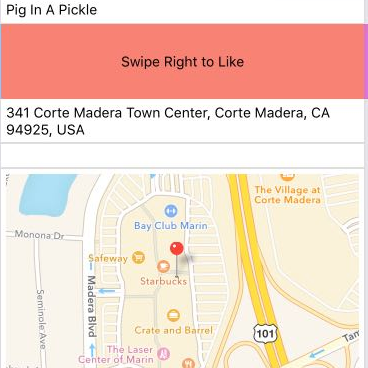 Pig In A Pickle
Swipe Right to Like
341 Corte Madera Town Center, Corte Madera, CA
94925, USA
The Village at
Corte Madera
Bay Club Marin
Monona Dr
Safeway
Starbucks
Madera Blvd
Seminole Ave
Crate and Barrel
101
The Laser
Center of Marin